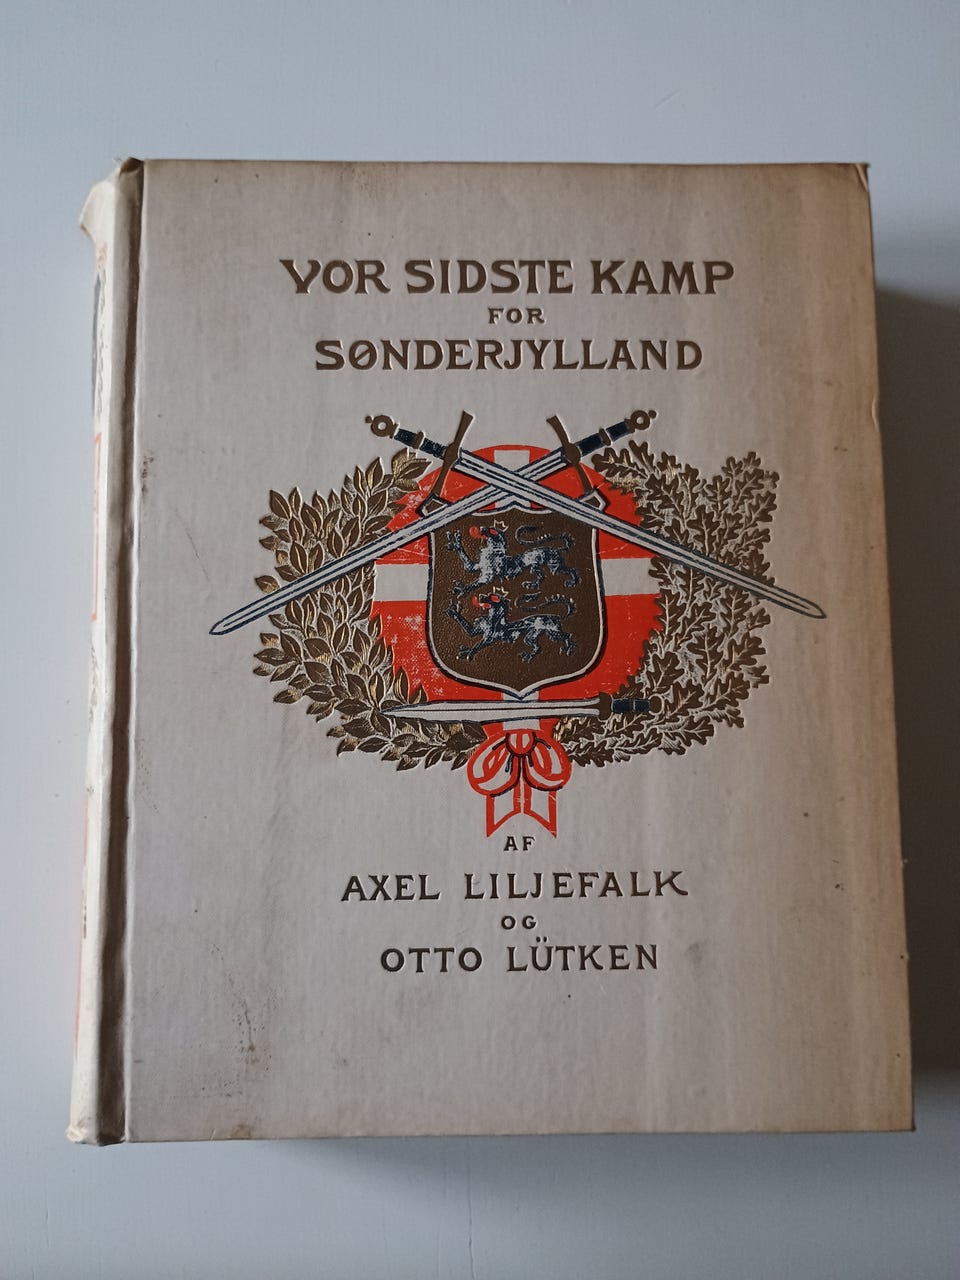 VOR SIDSTE KAMP
FOR
SØNDERJYLLAND
AF
AXEL LILJEFALK
OG
OTTO LÜTKEN